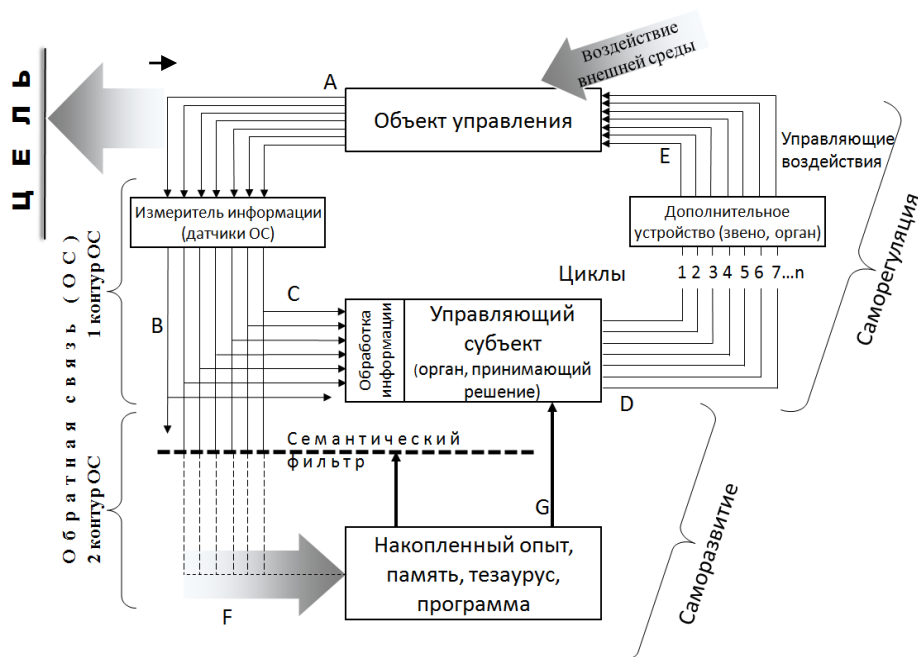 Ц Е Л Ь
Воздействие
внешней среды
A
Объект управления
E
Управляющие
воздействия
Измеритель информации
(датчики ОС)
Дополнительное
устройство (звено, орган)
Циклы
1 2 3 4 5 6 7...n
B
C
Обработка
информации
Управляющий
субъект
(орган, принимающий
решение)
D
Обратная связь (ОС)
1 контур ОС
2 контур ОС
Саморегуляция
Семантический
фильтр
G
Накопленный опыт,
память, тезаурус,
программа
F
Саморазвитие